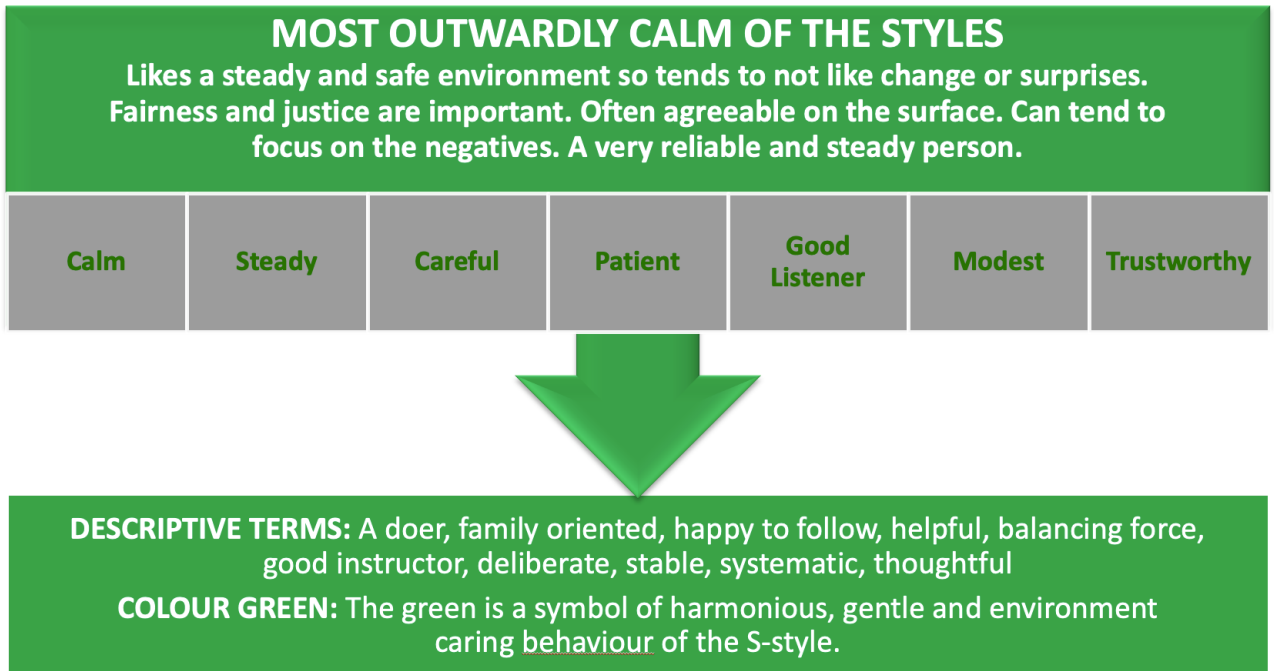 MOST OUTWARDLY CALM OF THE STYLES
Likes a steady and safe environment so tends to not like change or surprises.
Fairness and justice are important. Often agreeable on the surface. Can tend to
focus on the negatives. A very reliable and steady person.
Calm
Steady
Careful
Patient
Good
Listener
Modest
Trustworthy
DESCRIPTIVE TERMS: A doer, family oriented, happy to follow, helpful, balancing force,
good instructor, deliberate, stable, systematic, thoughtful
COLOUR GREEN: The green is a symbol of harmonious, gentle and environment
caring behaviour of the S-style.